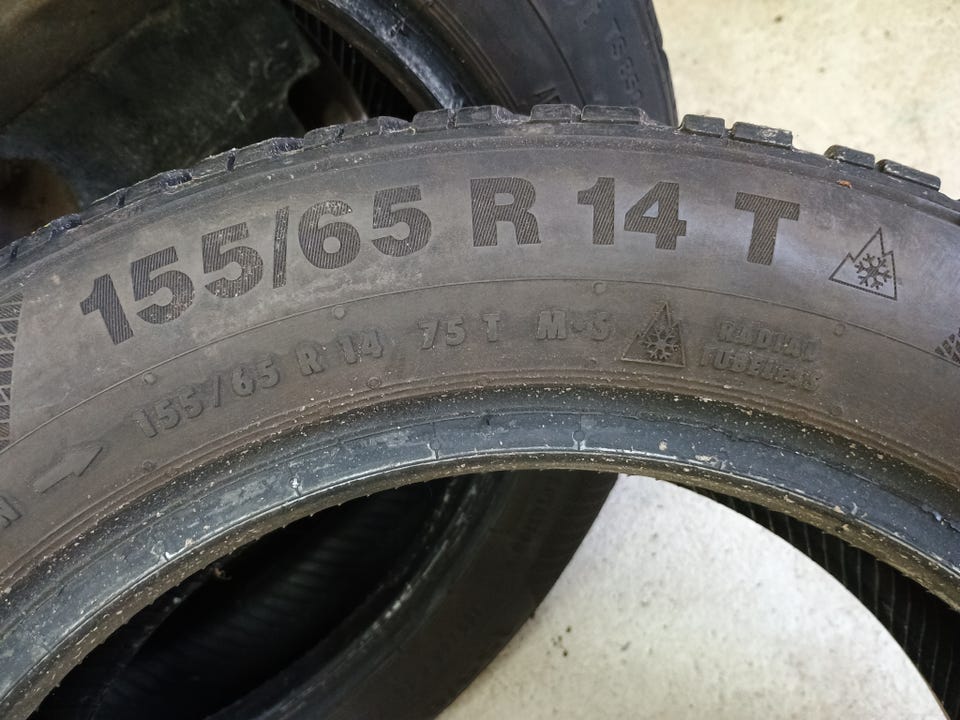 155/65 R 14 T
155/65 R 14 75 T M+S RADIAL
TUBELESS